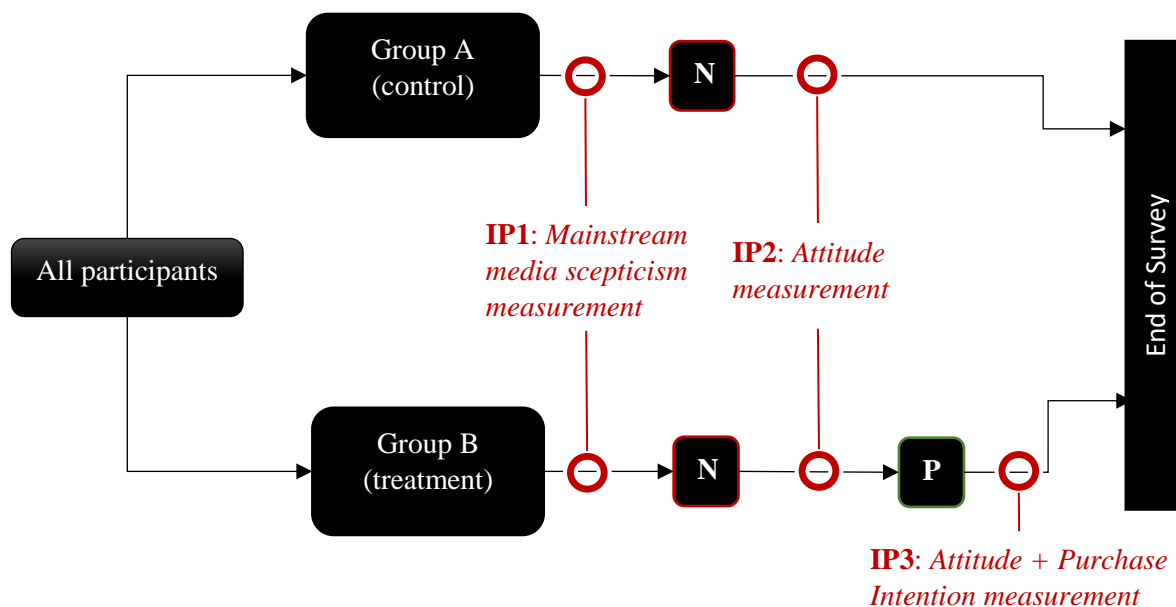 Group A
(control)
N
IP1: Mainstream
media scepticism
measurement
IP2: Attitude
measurement
All participants
End of Survey
Group B
(treatment)
N
P
IP3: Attitude + Purchase
Intention measurement